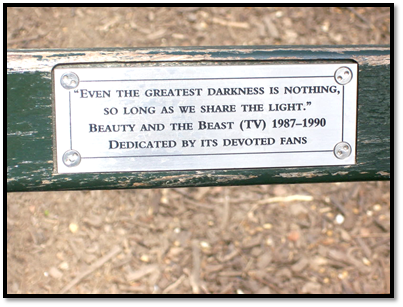 "Even the greatest darkness is nothing,
so long as we share the light."
Beauty and the Beast (TV) 1987–1990
Dedicated by its devoted fans